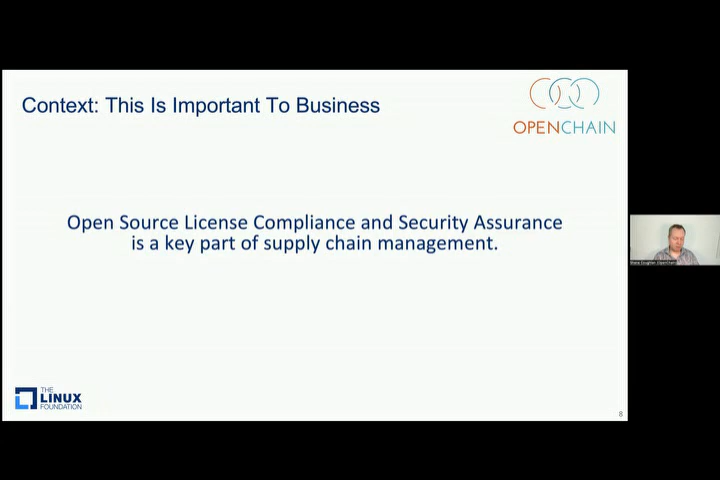 Context: This Is Important To Business
OPENCHAIN
Open Source License Compliance and Security Assurance
is a key part of supply chain management.
THE
LINUX
FOUNDATION
8